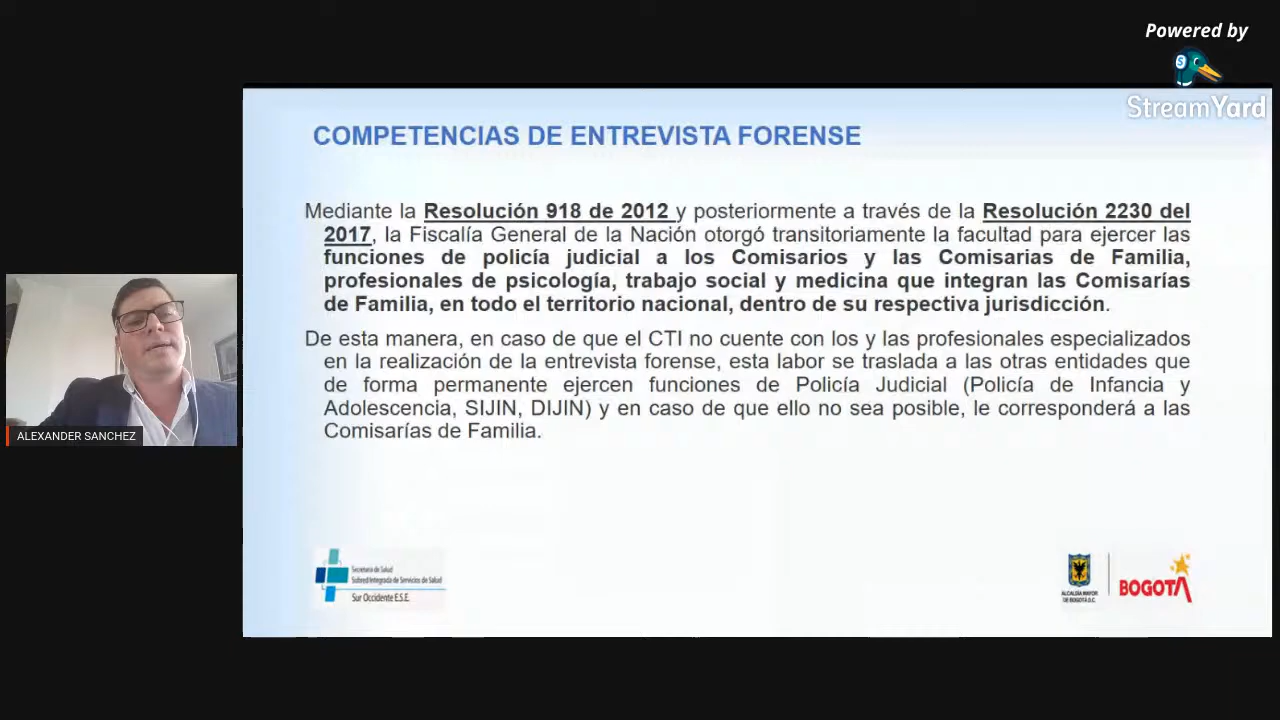 Powered by
StreamYard
COMPETENCIAS DE ENTREVISTA FORENSE
Mediante la Resolución 918 de 2012 y posteriormente a través de la Resolución 2230 del
2017, la Fiscalía General de la Nación otorgó transitoriamente la facultad para ejercer las
funciones de policía judicial a los Comisarios y las Comisarias de Familia,
profesionales de psicología, trabajo social y medicina que integran las Comisarías
de Familia, en todo el territorio nacional, dentro de su respectiva jurisdicción.
De esta manera, en caso de que el CTI no cuente con los y las profesionales especializados
en la realización de la entrevista forense, esta labor se traslada a las otras entidades que
de forma permanente ejercen funciones de Policía Judicial (Policía de Infancia y
Adolescencia, SIJIN, DIJIN) y en caso de que ello no sea posible, le corresponderá a las
Comisarías de Familia.
ALEXANDER SANCHEZ
Secretaría de Salud
Subred Integrada de Servicios de Salud
Sur Occidente E.S.E.
ALCALDÍA MAYOR
DE BOGOTÁ D.C.
BOGOTÁ